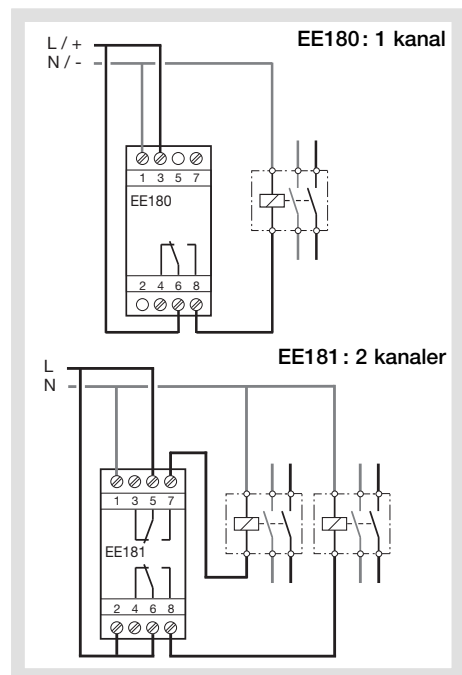 EE180: 1 kanal
L / +
N / -
1 3 5 7
EE180
2 4 6 8
EE181: 2 kanaler
L
N
1 3 5 7
EE181
2 4 6 8